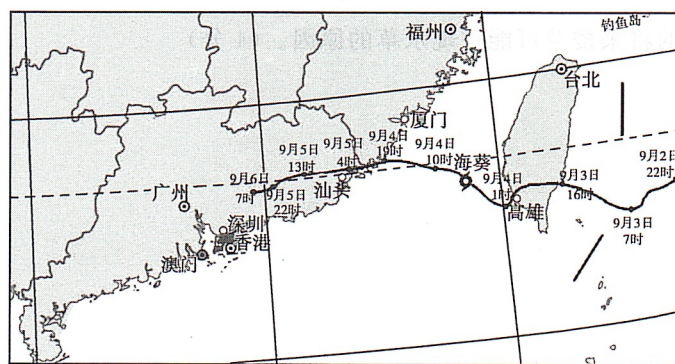 福州
钓鱼岛
台北
厦门
9月4日
19时
9月5日
4时
9月5日
13时
9月4日
10时
海葵
9月4日
1时
9月3日
16时
9月2日
22时
9月6日
7时
9月5日
22时
汕头
高雄
9月3日
7时
广州
深圳
香港
澳门